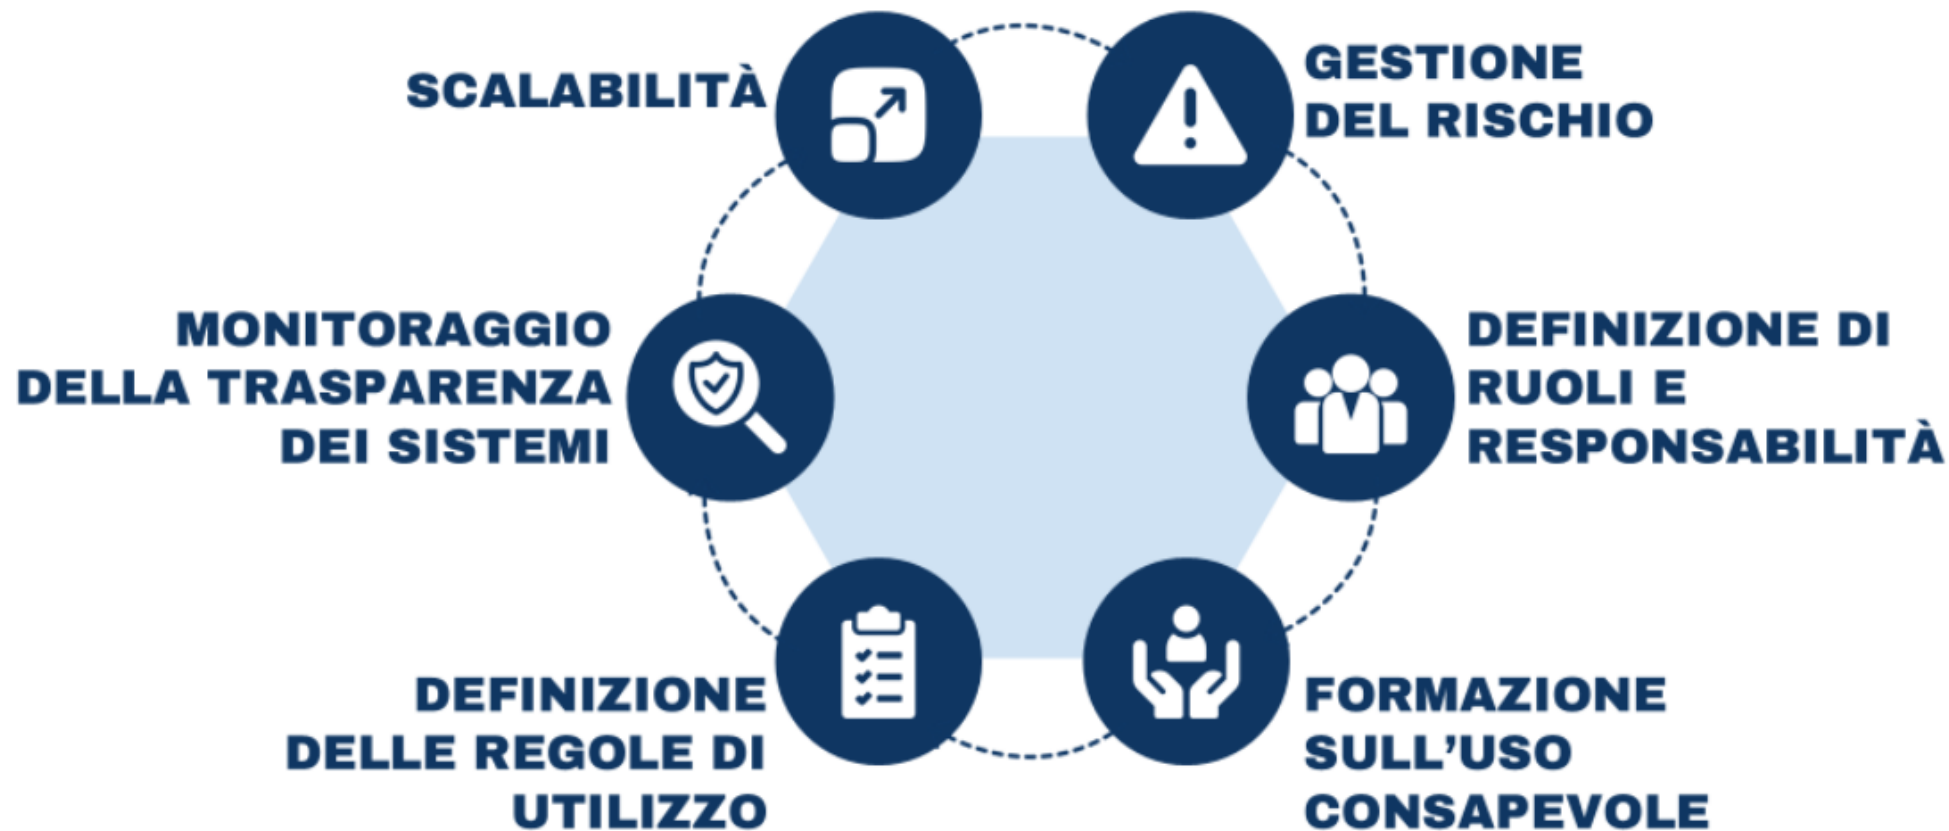 SCALABILITÀ
GESTIONE
DEL RISCHIO
MONITORAGGIO
DELLA TRASPARENZA
DEI SISTEMI
DEFINIZIONE DI
RUOLI E
RESPONSABILITÀ
DEFINIZIONE
DELLE REGOLE DI
UTILIZZO
FORMAZIONE
SULL’USO
CONSAPEVOLE